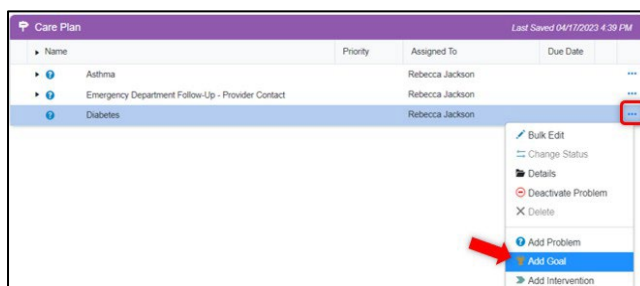 Care Plan Last Saved 04/17/2023 4:39 PM
Name Priority Assigned To Due Date
Asthma Rebecca Jackson
Emergency Department Follow-Up - Provider Contact Rebecca Jackson
Diabetes Rebecca Jackson
Bulk Edit
Change Status
Details
Deactivate Problem
Delete
Add Problem
Add Goal
Add Intervention